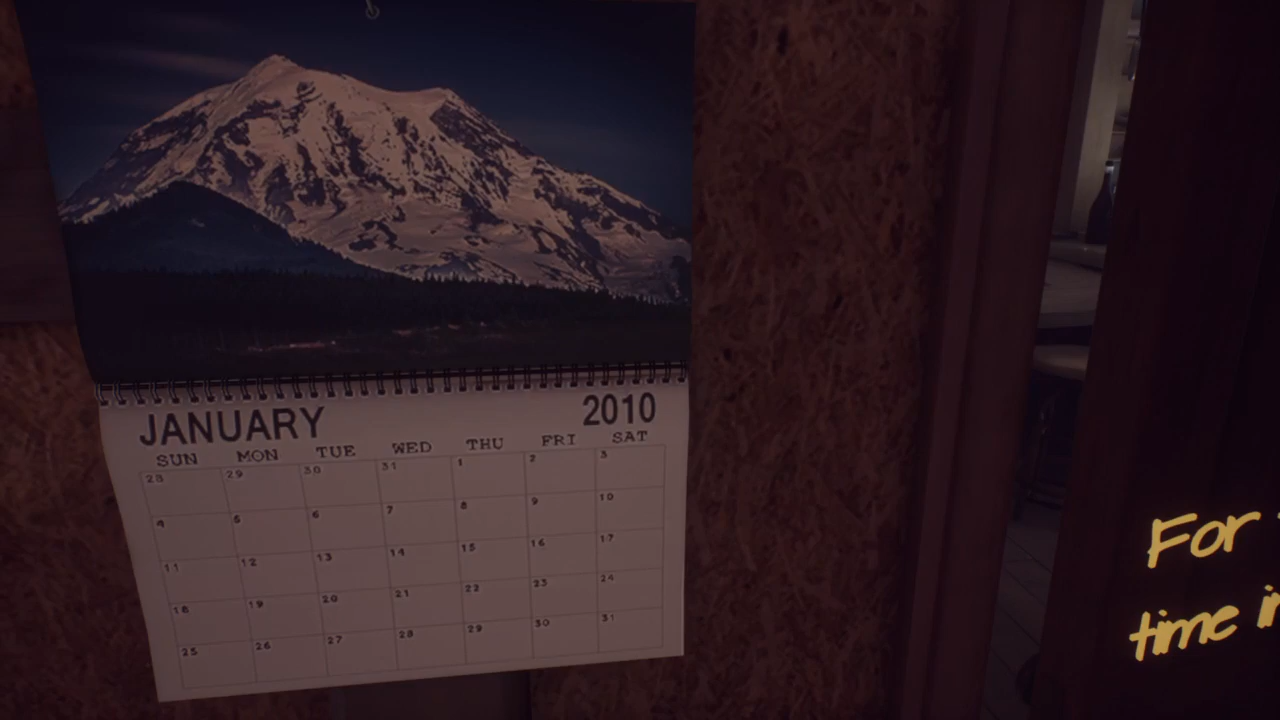 JANUARY 2010
SUN MON TUE WED THU FRI SAT
28 29 30 31 1 2 3
4 5 6 7 8 9 10
11 12 13 14 15 16 17
18 19 20 21 22 23 24
25 26 27 28 29 30 31
For
time in